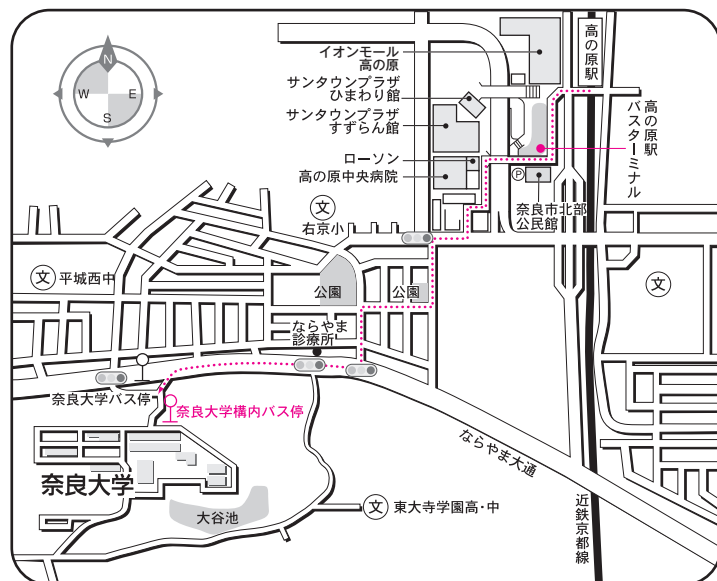 N
W
E
S
イオンモール
高の原
サンタウンプラザ
ひまわり館
サンタウンプラザ
すずらん館
ローソン
高の原中央病院
高の原駅
高の原駅
バスターミナル
P
奈良市北部
公民館
文
右京小
文 平城西中
公園
公園
文
ならやま
診療所
奈良大学バス停
奈良大学構内バス停
奈良大学
大谷池
ならやま大通
文 東大寺学園高・中
近鉄京都線